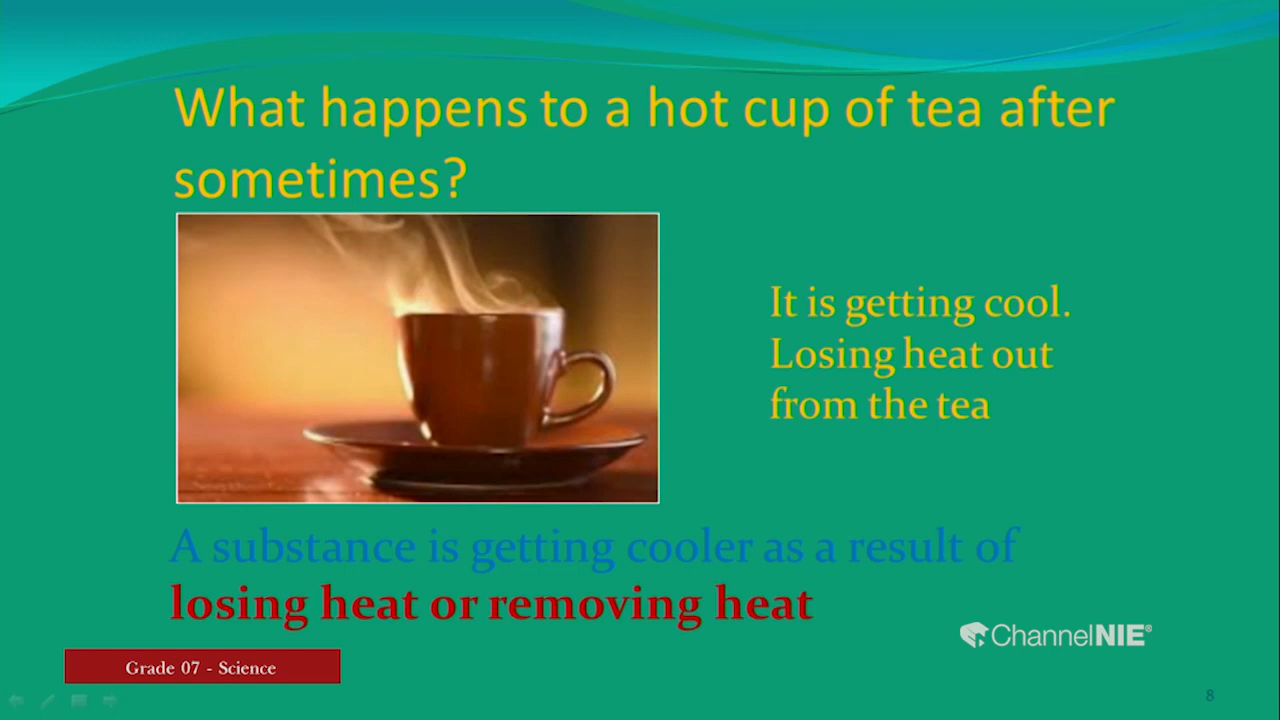 What happens to a hot cup of tea after
sometimes?
It is getting cool.
Losing heat out
from the tea
A substance is getting cooler as a result of
losing heat or removing heat
ChannelNIE®
Grade 07 - Science
8